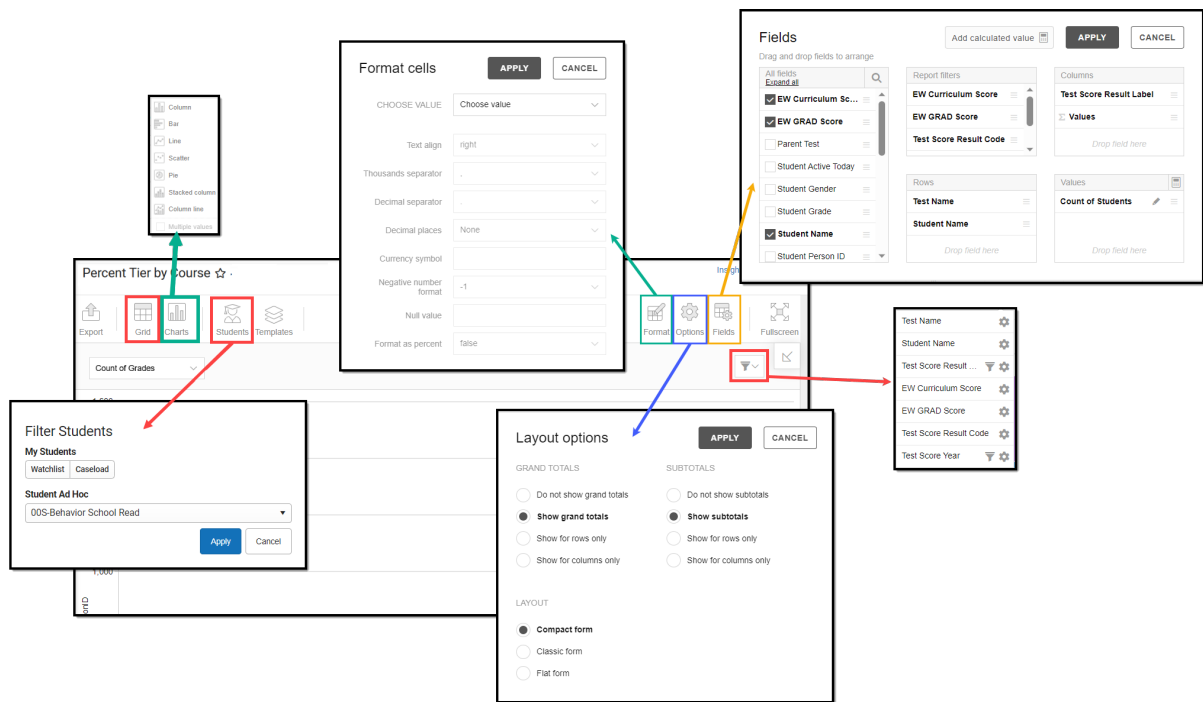 Column
Bar
Line
Scatter
Pie
Stacked column
Column line
Multiple values
Format cells
APPLY
CANCEL
CHOOSE VALUE
Choose value
Text align
right
Thousands separator
,
Decimal separator
.
Decimal places
None
Currency symbol
Negative number
format
-1
Null value
Format as percent
false
Fields
Add calculated value
APPLY
CANCEL
Drag and drop fields to arrange
All fields
Expand all
EW Curriculum Sc...
EW GRAD Score
Parent Test
Student Active Today
Student Gender
Student Grade
Student Name
Student Person ID
Report filters
EW Curriculum Score
EW GRAD Score
Test Score Result Code
Columns
Test Score Result Label
Σ Values
Drop field here
Rows
Test Name
Student Name
Drop field here
Values
Count of Students
Percent Tier by Course
Insigh
Export
Grid
Charts
Students
Templates
Format
Options
Fields
Fullscreen
Count of Grades
1,000
Filter Students
My Students
Watchlist
Caseload
Student Ad Hoc
00S-Behavior School Read
Apply
Cancel
Layout options
APPLY
CANCEL
GRAND TOTALS
Do not show grand totals
Show grand totals
Show for rows only
Show for columns only
SUBTOTALS
Do not show subtotals
Show subtotals
Show for rows only
Show for columns only
LAYOUT
Compact form
Classic form
Flat form
Test Name
Student Name
Test Score Result ...
EW Curriculum Score
EW GRAD Score
Test Score Result Code
Test Score Year